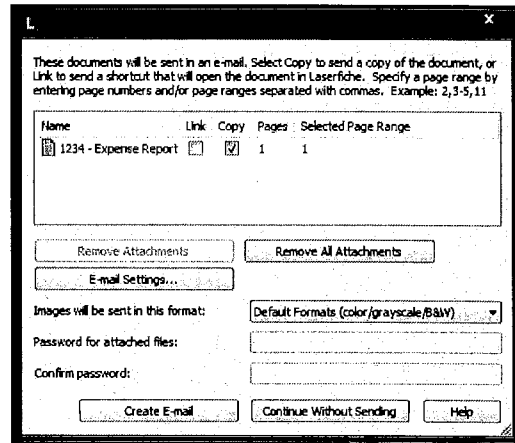 L
x
These documents will be sent in an e-mail. Select Copy to send a copy of the document, or
Link to send a shortcut that will open the document in Laserfiche. Specify a page range by
entering page numbers and/or page ranges separated with commas. Example: 2,3-5,11
Name Link Copy Pages Selected Page Range
1234 - Expense Report 1 1
Remove Attachments Remove All Attachments
E-mail Settings...
Images will be sent in this format: Default Formats (color/grayscale/B&W)
Password for attached files:
Confirm password:
Create E-mail Continue Without Sending Help